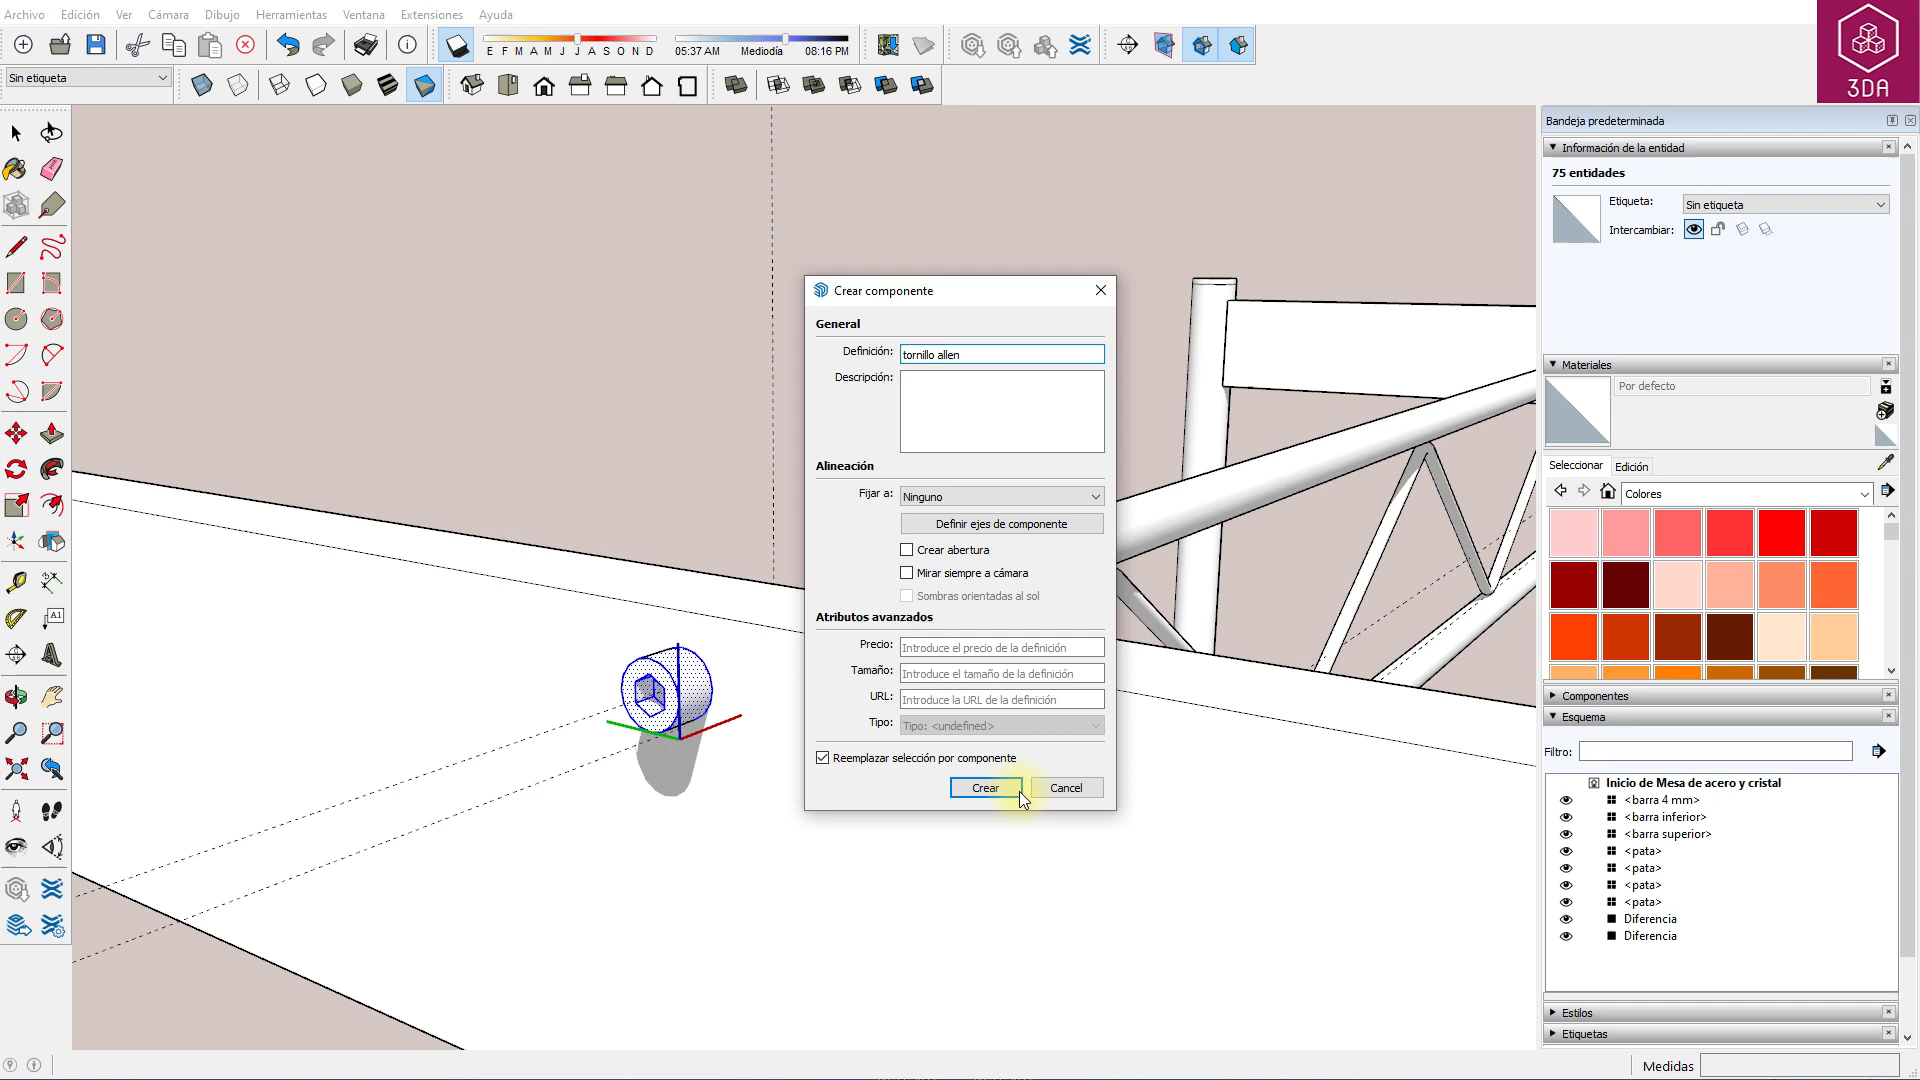 Archivo Edición Ver Cámara Dibujo Herramientas Ventana Extensiones Ayuda
E F M A M J J A S O N D
05:37 AM Mediodía 08:16 PM
3DA
Sin etiqueta
Bandeja predeterminada
Información de la entidad
75 entidades
Etiqueta: Sin etiqueta
Intercambiar:
Crear componente
General
Definición: tornillo allen
Descripción:
Alineación
Fijar a: Ninguno
Definir ejes de componente
Crear abertura
Mirar siempre a cámara
Sombras orientadas al sol
Atributos avanzados
Precio: Introduce el precio de la definición
Tamaño: Introduce el tamaño de la definición
URL: Introduce la URL de la definición
Tipo: Tipo: <undefined>
Reemplazar selección por componente
Crear Cancel
A1
Materiales
Por defecto
Seleccionar Edición
Colores
Componentes
Esquema
Filtro:
Inicio de Mesa de acero y cristal
<barra 4 mm>
<barra inferior>
<barra superior>
<pata>
<pata>
<pata>
<pata>
Diferencia
Diferencia
Estilos
Etiquetas
Medidas